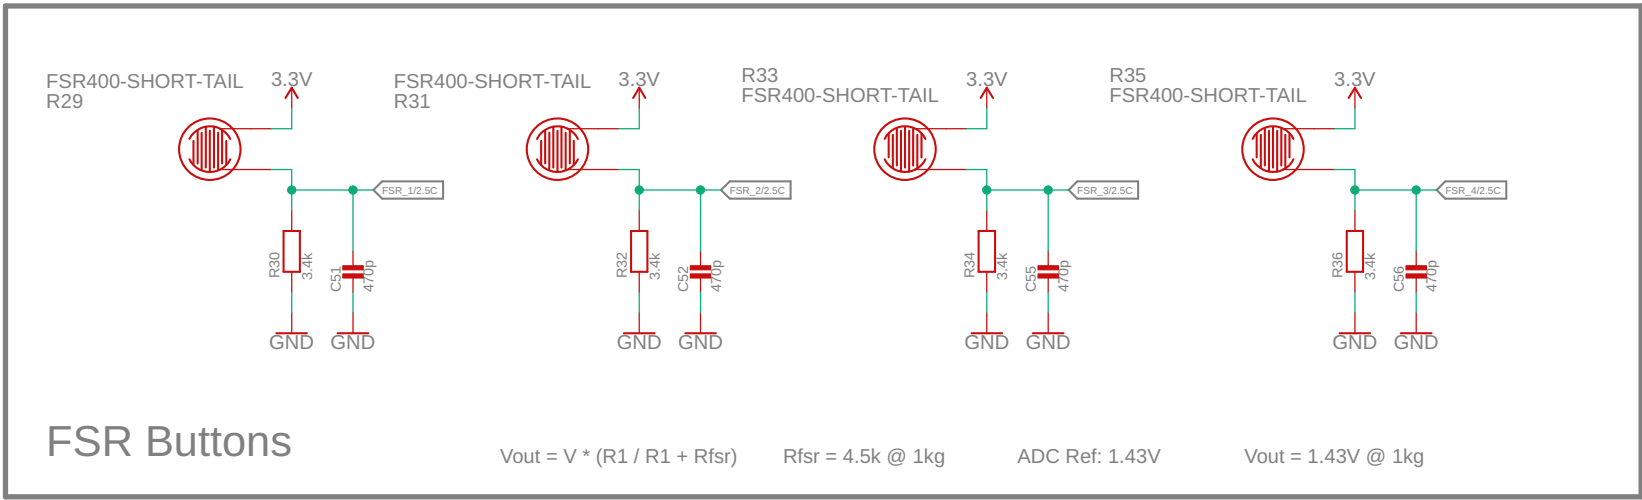 FSR400-SHORT-TAIL
R29
3.3V
FSR_1/2.5C
R30
3.4k
C51
470p
GND
GND
FSR400-SHORT-TAIL
R31
3.3V
FSR_2/2.5C
R32
3.4k
C52
470p
GND
GND
R33
FSR400-SHORT-TAIL
3.3V
FSR_3/2.5C
R34
3.4k
C55
470p
GND
GND
R35
FSR400-SHORT-TAIL
3.3V
FSR_4/2.5C
R36
3.4k
C56
470p
GND
GND
FSR Buttons
Vout = V * (R1 / R1 + Rfsr)
Rfsr = 4.5k @ 1kg
ADC Ref: 1.43V
Vout = 1.43V @ 1kg